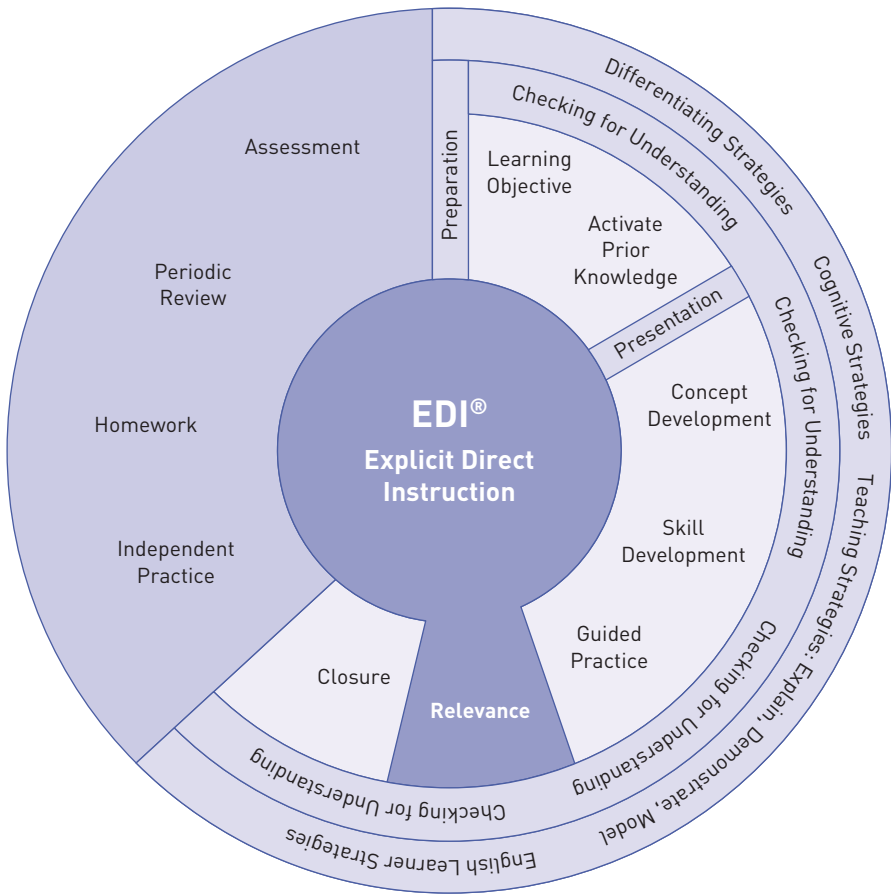 EDI®
Explicit Direct
Instruction
Preparation
Learning
Objective
Activate
Prior
Knowledge
Presentation
Concept
Development
Skill
Development
Guided
Practice
Relevance
Closure
Independent
Practice
Homework
Periodic
Review
Assessment
Checking for Understanding
Checking for Understanding
Checking for Understanding
Checking for Understanding
Differentiating Strategies
Cognitive Strategies
Teaching Strategies: Explain, Demonstrate, Model
English Learner Strategies